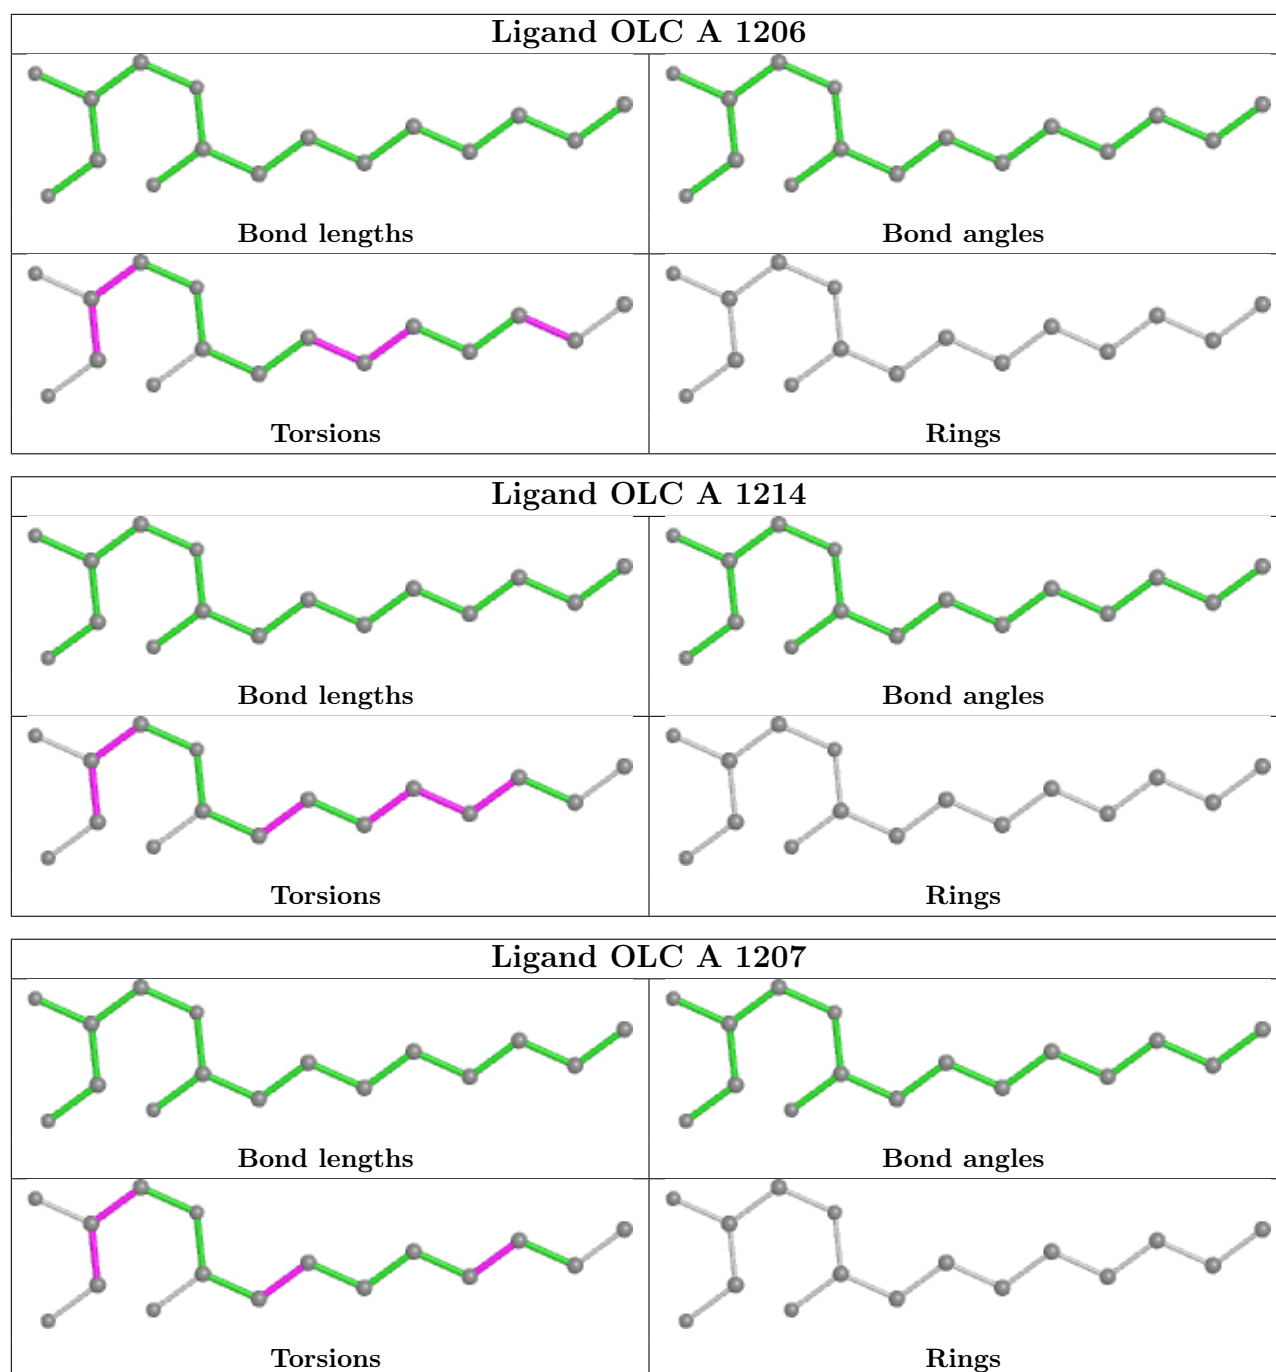 Ligand OLC A 1206
Bond lengths
Bond angles
Torsions
Rings
Ligand OLC A 1214
Bond lengths
Bond angles
Torsions
Rings
Ligand OLC A 1207
Bond lengths
Bond angles
Torsions
Rings